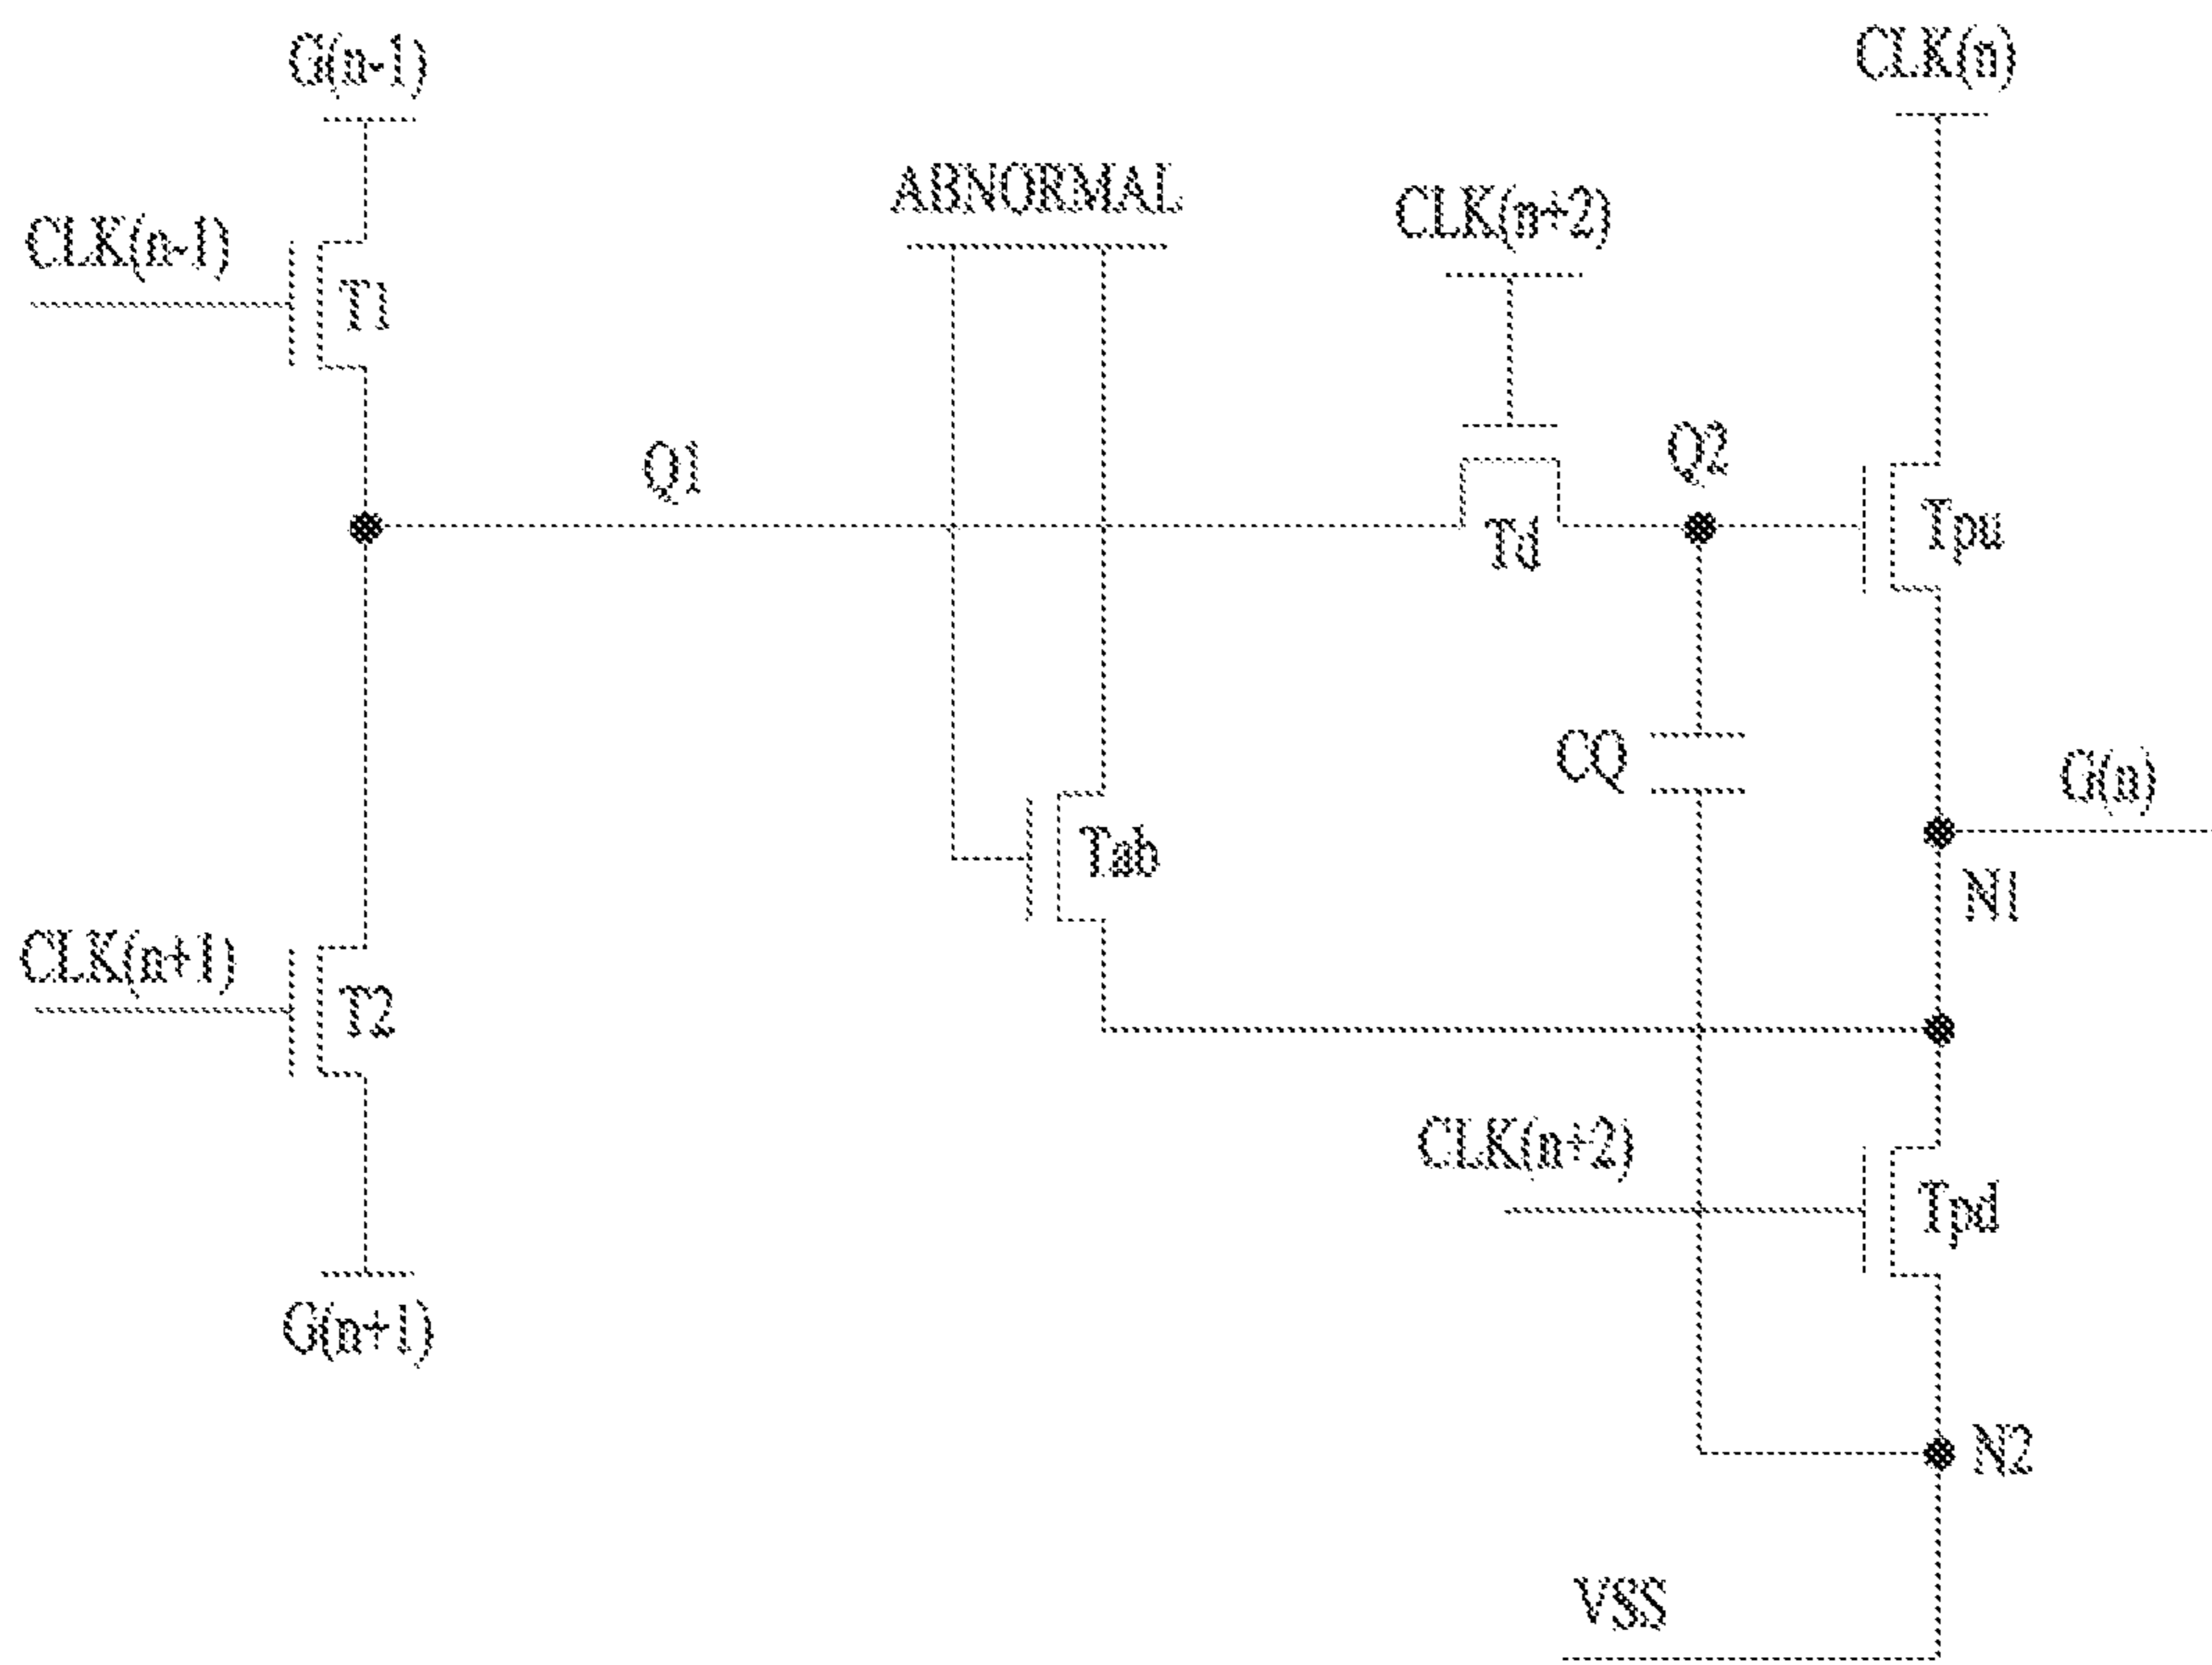 G(n-1)
CLK(n)
ABNORMAL
CLK(n+2)
CLK(n-1)
T1
Q1
Q2
Td
Tpu
CQ
G(n)
Tab
N1
CLK(n+1)
T2
CLK(n+2)
Tpd
G(n+1)
N2
VSS